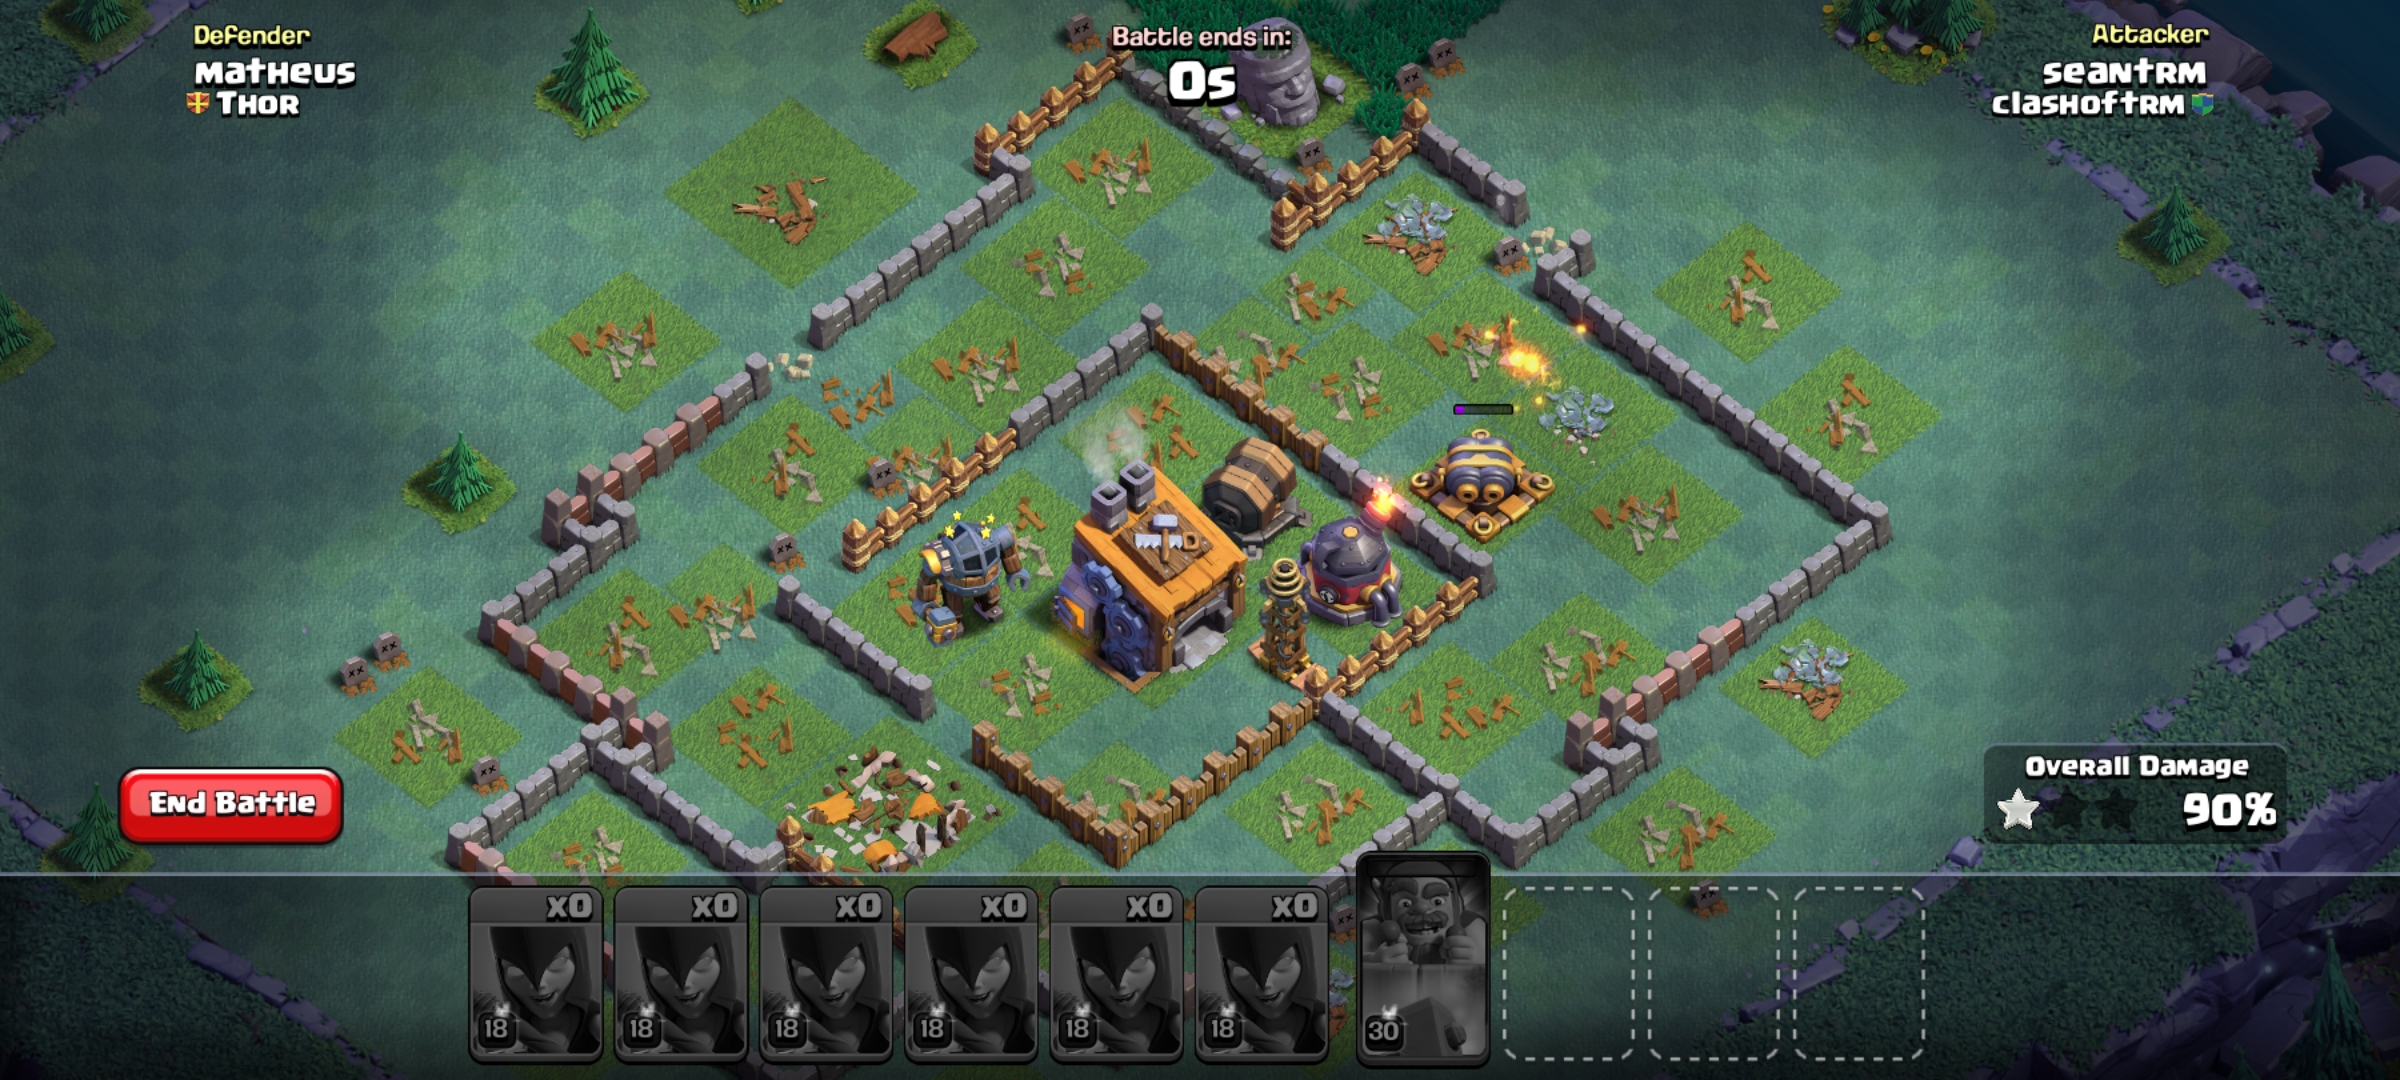 Defender
Matheus
Thor
Battle ends in:
0s
Attacker
seantrm
clashoftrm
End Battle
Overall Damage
90%
x0
x0
x0
x0
x0
x0
18
18
18
18
18
18
30